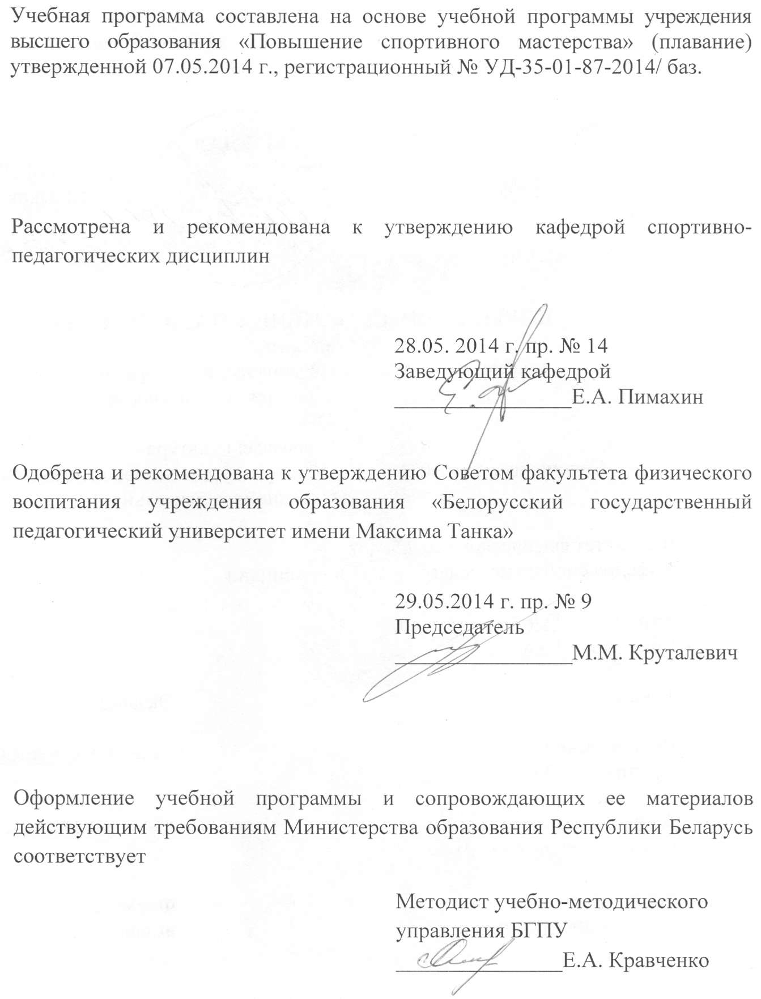 Учебная программа составлена на основе учебной программы учреждения
высшего образования «Повышение спортивного мастерства» (плавание)
утвержденной 07.05.2014 г., регистрационный № УД-35-01-87-2014/ баз.
Рассмотрена и рекомендована к утверждению кафедрой спортивно-
педагогических дисциплин
28.05. 2014 г. пр. № 14
Заведующий кафедрой
Е.А. Пимахин
Одобрена и рекомендована к утверждению Советом факультета физического
воспитания учреждения образования «Белорусский государственный
педагогический университет имени Максима Танка»
29.05.2014 г. пр. № 9
Председатель
М.М. Круталевич
Оформление учебной программы и сопровождающих ее материалов
действующим требованиям Министерства образования Республики Беларусь
соответствует
Методист учебно-методического
управления БГПУ
Е.А. Кравченко